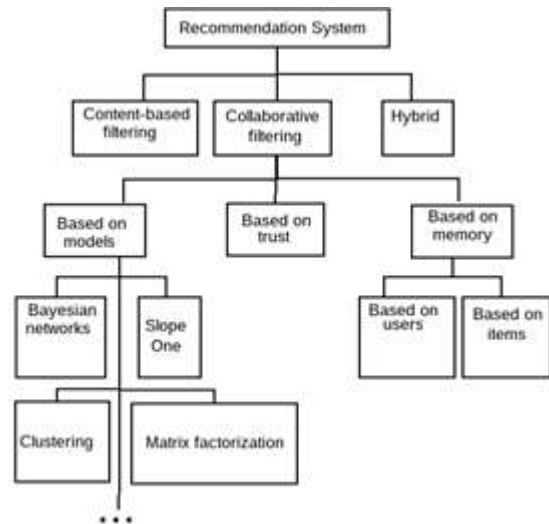 Recommendation System
Content-based
filtering
Collaborative
filtering
Hybrid
Based on
models
Based on
trust
Based on
memory
Bayesian
networks
Slope
One
Based on
users
Based on
items
Clustering
Matrix factorization
...